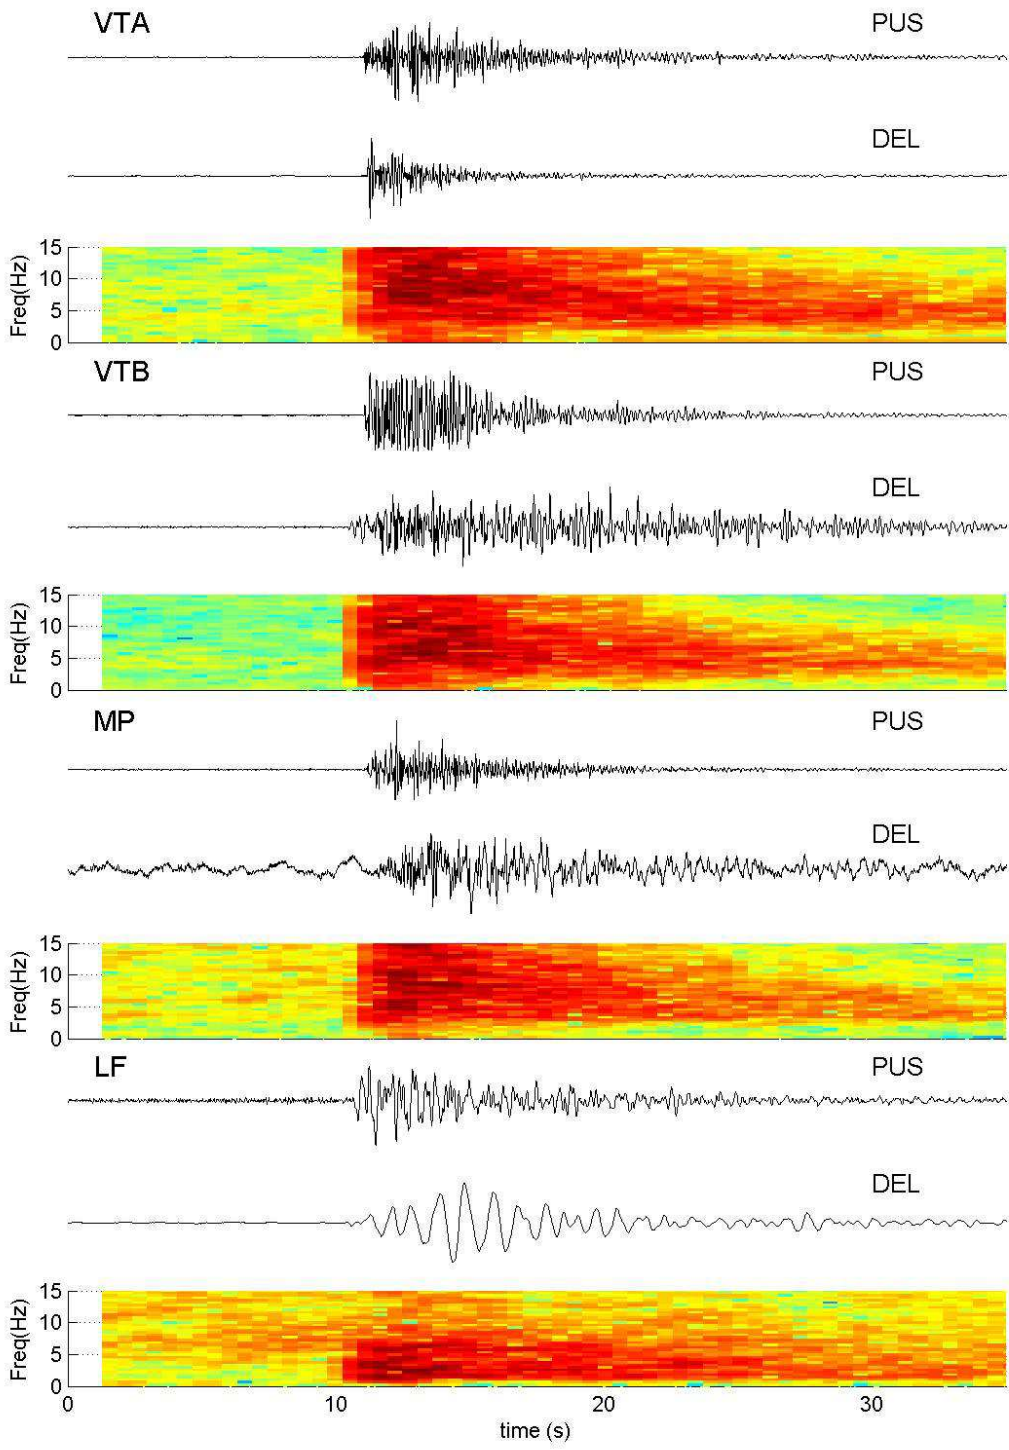 VTA PUS
DEL
Freq(Hz)
15
10
5
0
VTB PUS
DEL
Freq(Hz)
15
10
5
0
MP PUS
DEL
Freq(Hz)
15
10
5
0
LF PUS
DEL
Freq(Hz)
15
10
5
0
0 10 20 30
time (s)